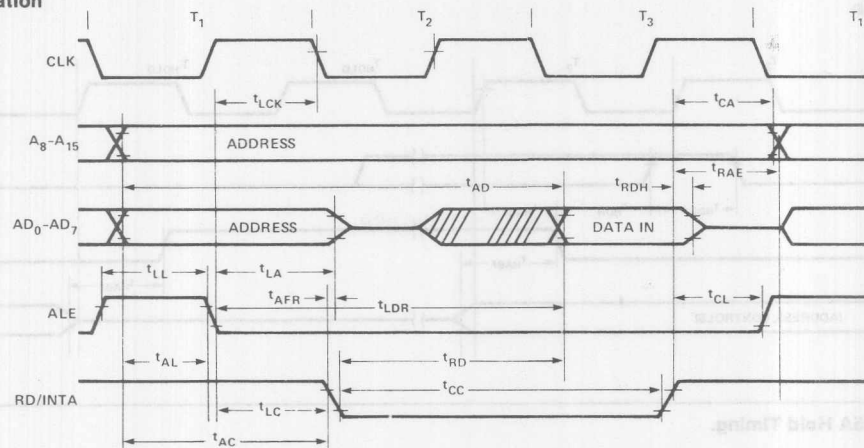 ation
T1 T2 T3 T1
CLK
tLCK tCA
A8-A15 ADDRESS
tRAE
tAD tRDH
AD0-AD7 ADDRESS DATA IN
tLL tLA
tAFR tLDR tCL
ALE
tRD
tAL
tCC
RD/INTA
tLC
tAC